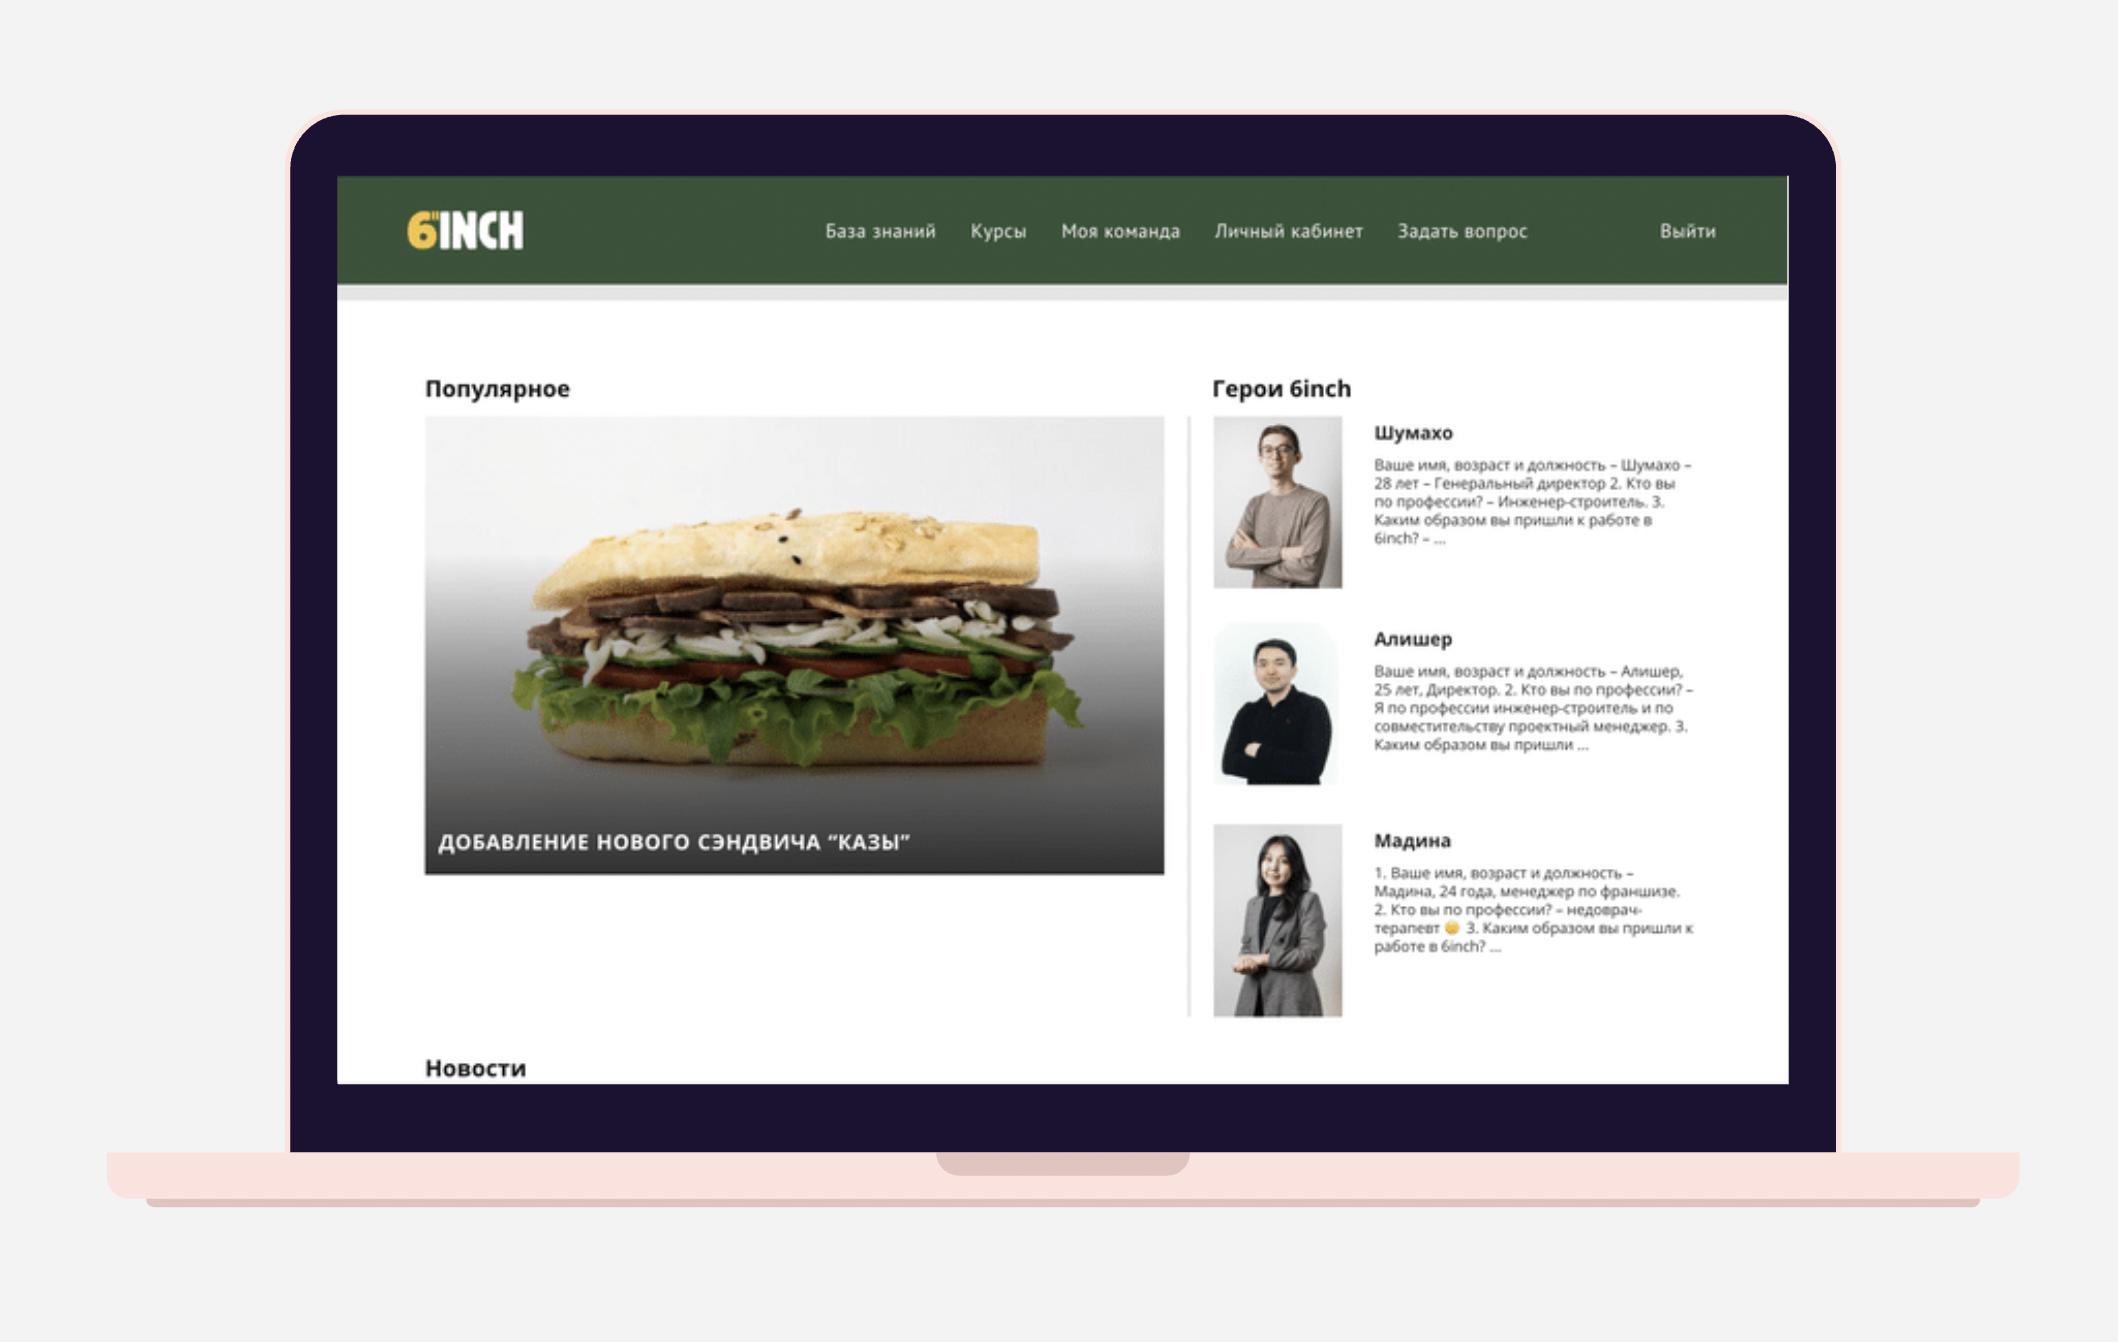 6"INCH
База знаний Курсы Моя команда Личный кабинет Задать вопрос Выйти
Популярное
ДОБАВЛЕНИЕ НОВОГО СЭНДВИЧА "КАЗЫ"
Герои 6inch
Шумахо
Ваше имя, возраст и должность – Шумахо –
28 лет – Генеральный директор 2. Кто вы
по профессии? – Инженер-строитель. 3.
Каким образом вы пришли к работе в
6inch? – ...
Алишер
Ваше имя, возраст и должность – Алишер,
25 лет, Директор. 2. Кто вы по профессии? –
Я по профессии инженер-строитель и по
совместительству проектный менеджер. 3.
Каким образом вы пришли ...
Мадина
1. Ваше имя, возраст и должность –
Мадина, 24 года, менеджер по франшизе.
2. Кто вы по профессии? – недоврач-
терапевт 3. Каким образом вы пришли к
работе в 6inch? ...
Новости